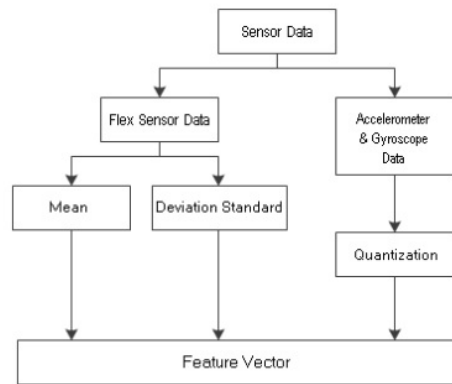 Sensor Data
Flex Sensor Data
Accelerometer
& Gyroscope
Data
Mean
Deviation Standard
Quantization
Feature Vector